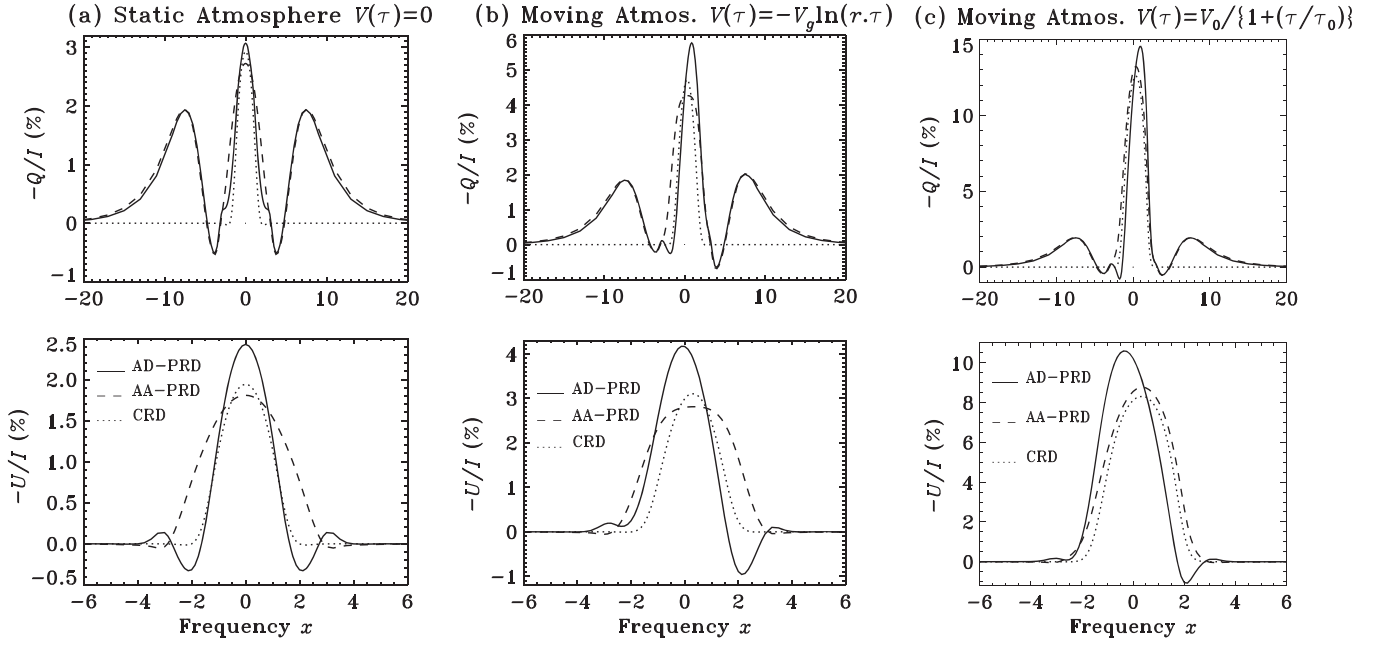 (a) Static Atmosphere V(τ)=0
(b) Moving Atmos. V(τ)=−V_g ln(r.τ)
(c) Moving Atmos. V(τ)=V₀/{1+(τ/τ₀)}
−Q/I (%)
3
2
1
0
−1
−20 −10 0 10 20
−Q/I (%)
6
5
4
3
2
1
0
−1
−20 −10 0 10 20
−Q/I (%)
15
10
5
0
−20 −10 0 10 20
−U/I (%)
2.5
2.0
1.5
1.0
0.5
0.0
−0.5
AD−PRD
AA−PRD
CRD
−6 −4 −2 0 2 4 6
Frequency x
−U/I (%)
4
3
2
1
0
−1
AD−PRD
AA−PRD
CRD
−6 −4 −2 0 2 4 6
Frequency x
−U/I (%)
10
8
6
4
2
0
AD−PRD
AA−PRD
CRD
−6 −4 −2 0 2 4 6
Frequency x